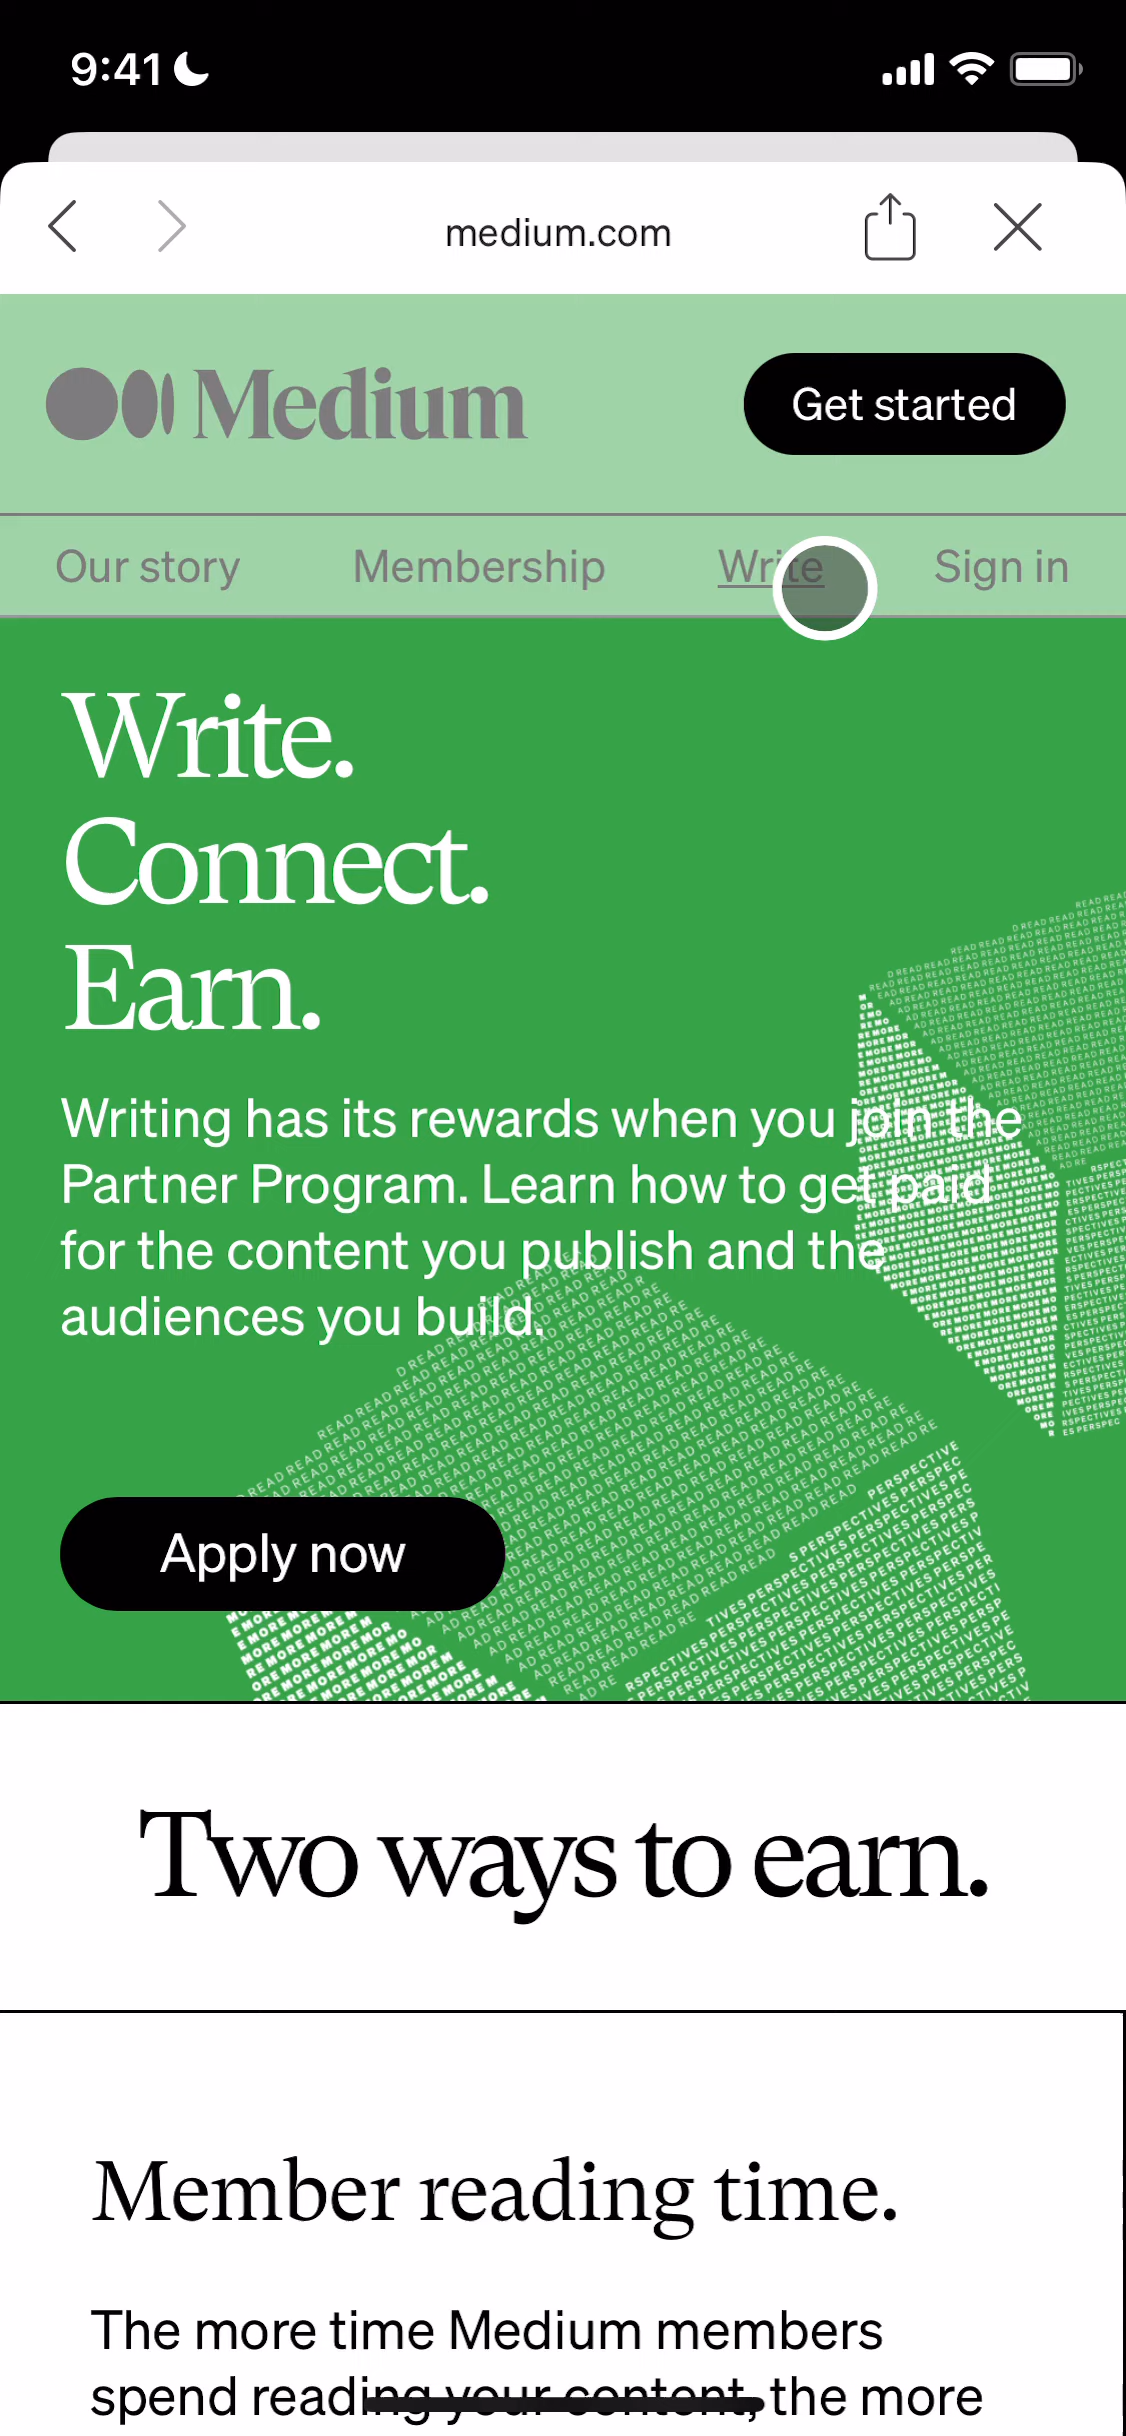 9:41
medium.com
Medium
Get started
Our story Membership Write Sign in
Write.
Connect.
Earn.
Writing has its rewards when you join the
Partner Program. Learn how to get paid
for the content you publish and the
audiences you build.
Apply now
Two ways to earn.
Member reading time.
The more time Medium members
spend reading your content, the more